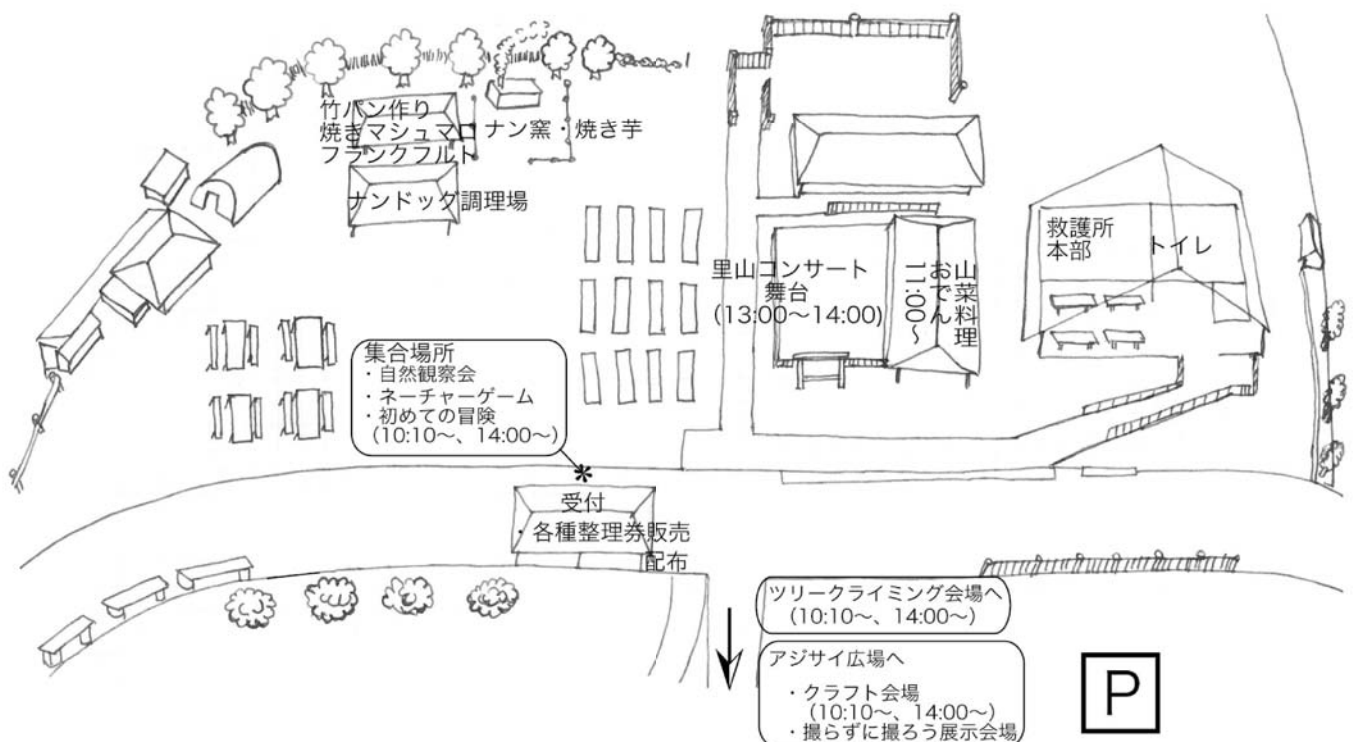 竹パン作り
焼きマシュマロ
フランクフルト
ナン窯・焼き芋
ナンドッグ調理場
里山コンサート
舞台
(13:00〜14:00)
山菜料理
おでん
11:00〜
救護所
本部
トイレ
集合場所
・自然観察会
・ネーチャーゲーム
・初めての冒険
(10:10〜、14:00〜)
*
受付
・各種整理券販売
配布
ツリークライミング会場へ
(10:10〜、14:00〜)
アジサイ広場へ
・クラフト会場
(10:10〜、14:00〜)
・撮らずに撮ろう展示会場
P